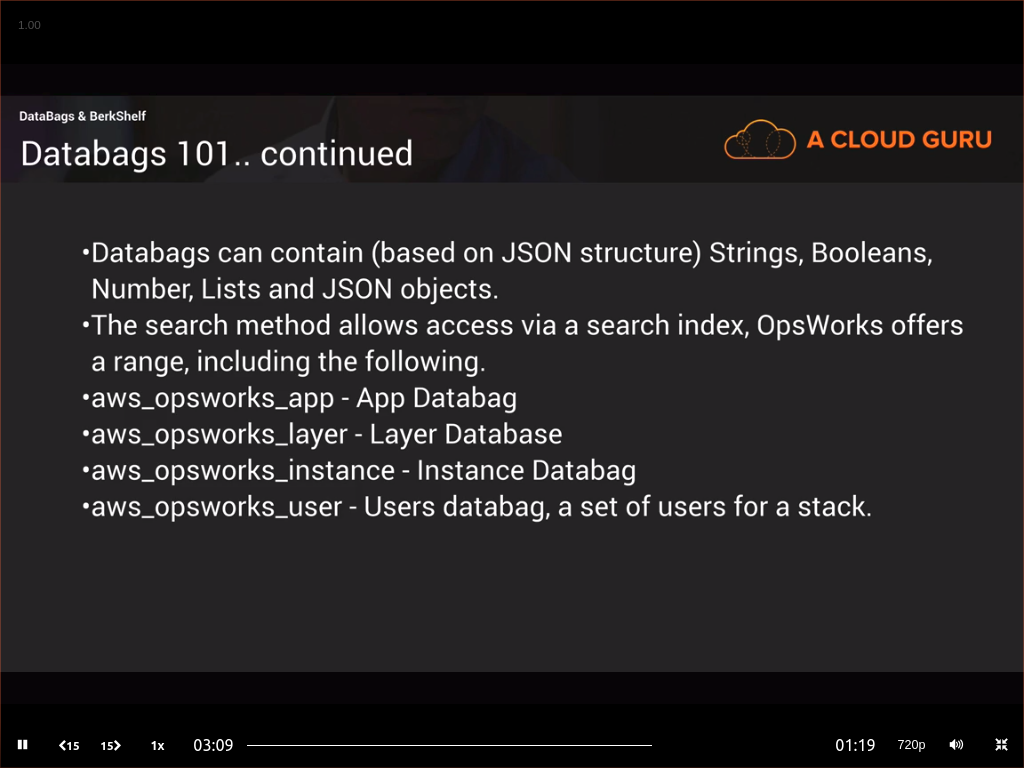 1.00
DataBags & BerkShelf
Databags 101.. continued
A CLOUD GURU
•Databags can contain (based on JSON structure) Strings, Booleans,
Number, Lists and JSON objects.
•The search method allows access via a search index, OpsWorks offers
a range, including the following.
•aws_opsworks_app - App Databag
•aws_opsworks_layer - Layer Database
•aws_opsworks_instance - Instance Databag
•aws_opsworks_user - Users databag, a set of users for a stack.
15 15 1x 03:09 01:19 720p